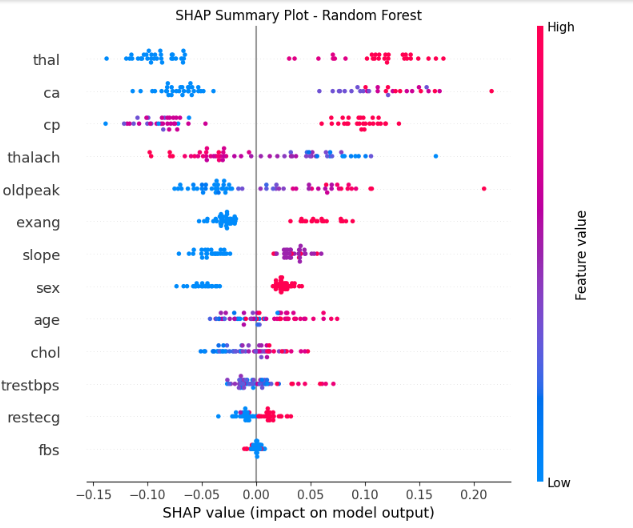 SHAP Summary Plot - Random Forest
High
thal
ca
cp
thalach
oldpeak
exang
slope
sex
age
chol
trestbps
restecg
fbs
Feature value
Low
−0.15 −0.10 −0.05 0.00 0.05 0.10 0.15 0.20
SHAP value (impact on model output)